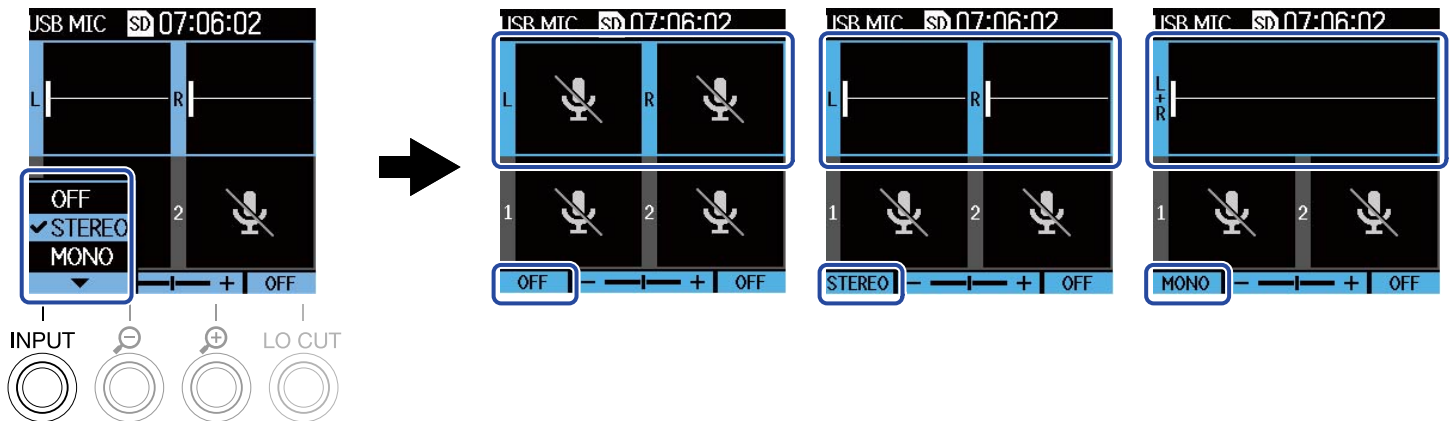 USB MIC SD 07:06:02
L R
OFF
✔STEREO
MONO
2
- + OFF
INPUT
LO CUT
USB MIC SD 07:06:02
L R
1 2
OFF - + OFF
USB MIC SD 07:06:02
L R
1 2
STEREO - + OFF
USB MIC SD 07:06:02
L+R
1 2
MONO - + OFF